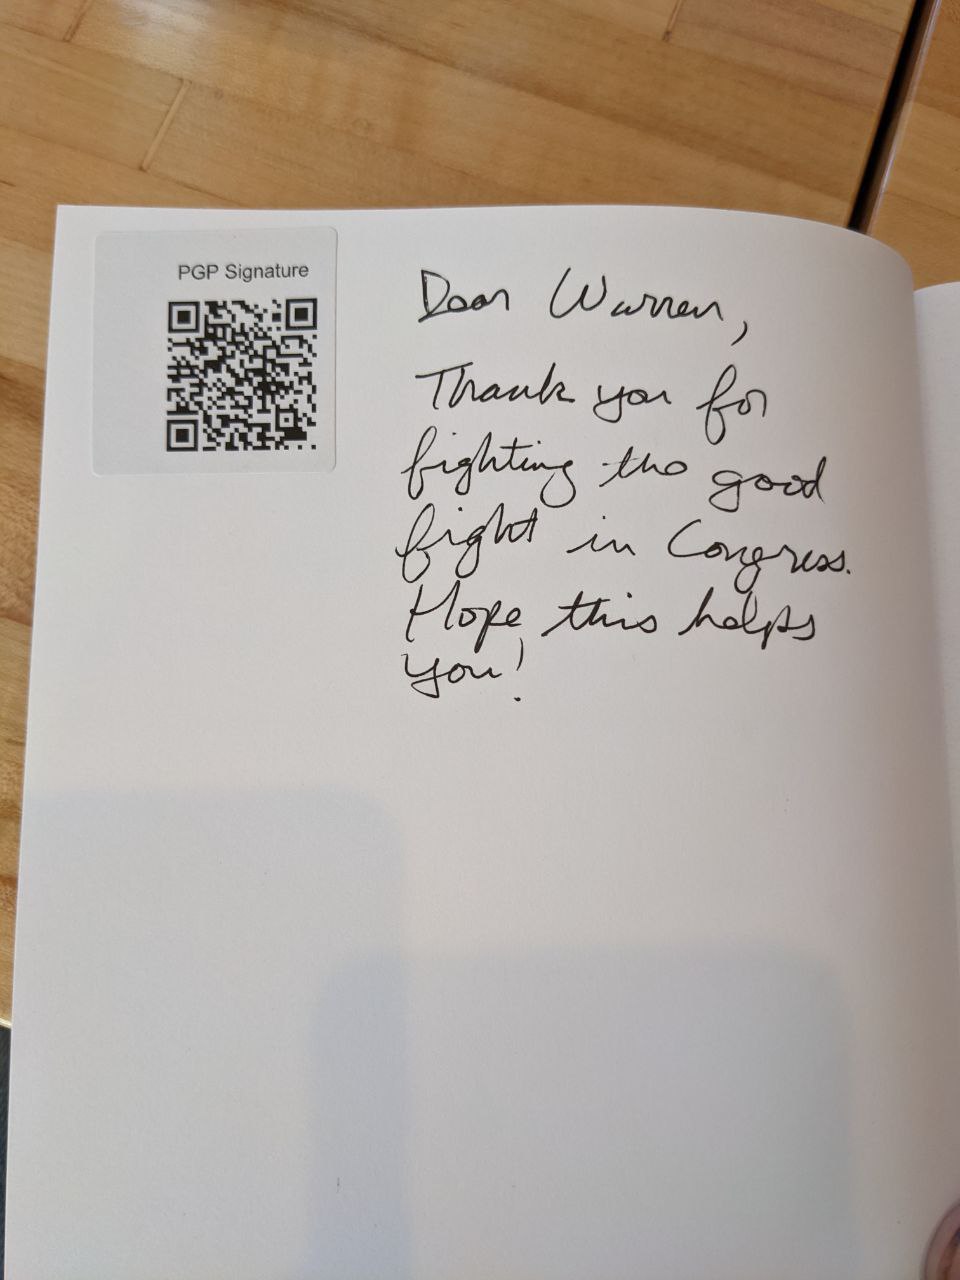 PGP Signature
Dear Warren,
Thank you for
fighting the good
fight in Congress.
Hope this helps
you!